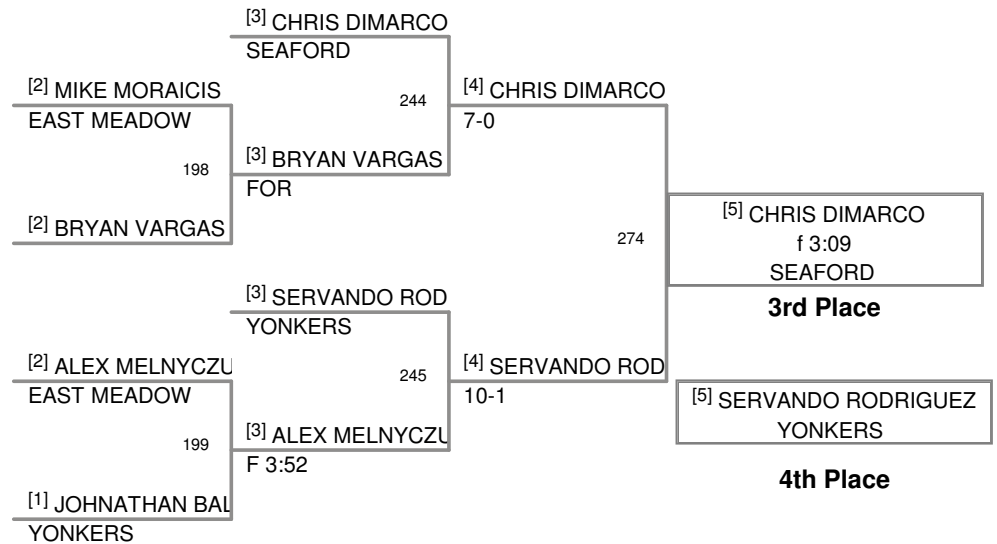 [3] CHRIS DIMARCO
SEAFORD
[2] MIKE MORAICIS
EAST MEADOW
244
[4] CHRIS DIMARCO
7-0
198
[3] BRYAN VARGAS
FOR
[2] BRYAN VARGAS
274
[5] CHRIS DIMARCO
f 3:09
SEAFORD
3rd Place
[3] SERVANDO ROD
YONKERS
[2] ALEX MELNYCZU
EAST MEADOW
245
[4] SERVANDO ROD
10-1
199
[3] ALEX MELNYCZU
F 3:52
[5] SERVANDO RODRIGUEZ
YONKERS
4th Place
[1] JOHNATHAN BAL
YONKERS